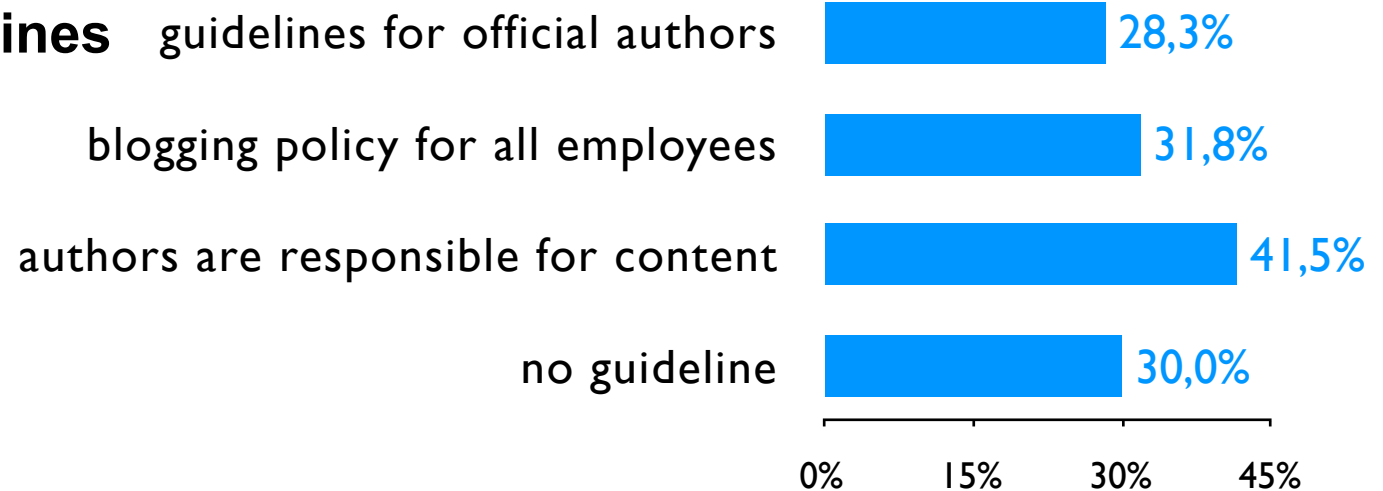 ines guidelines for official authors 28,3%
blogging policy for all employees 31,8%
authors are responsible for content 41,5%
no guideline 30,0%
0% 15% 30% 45%